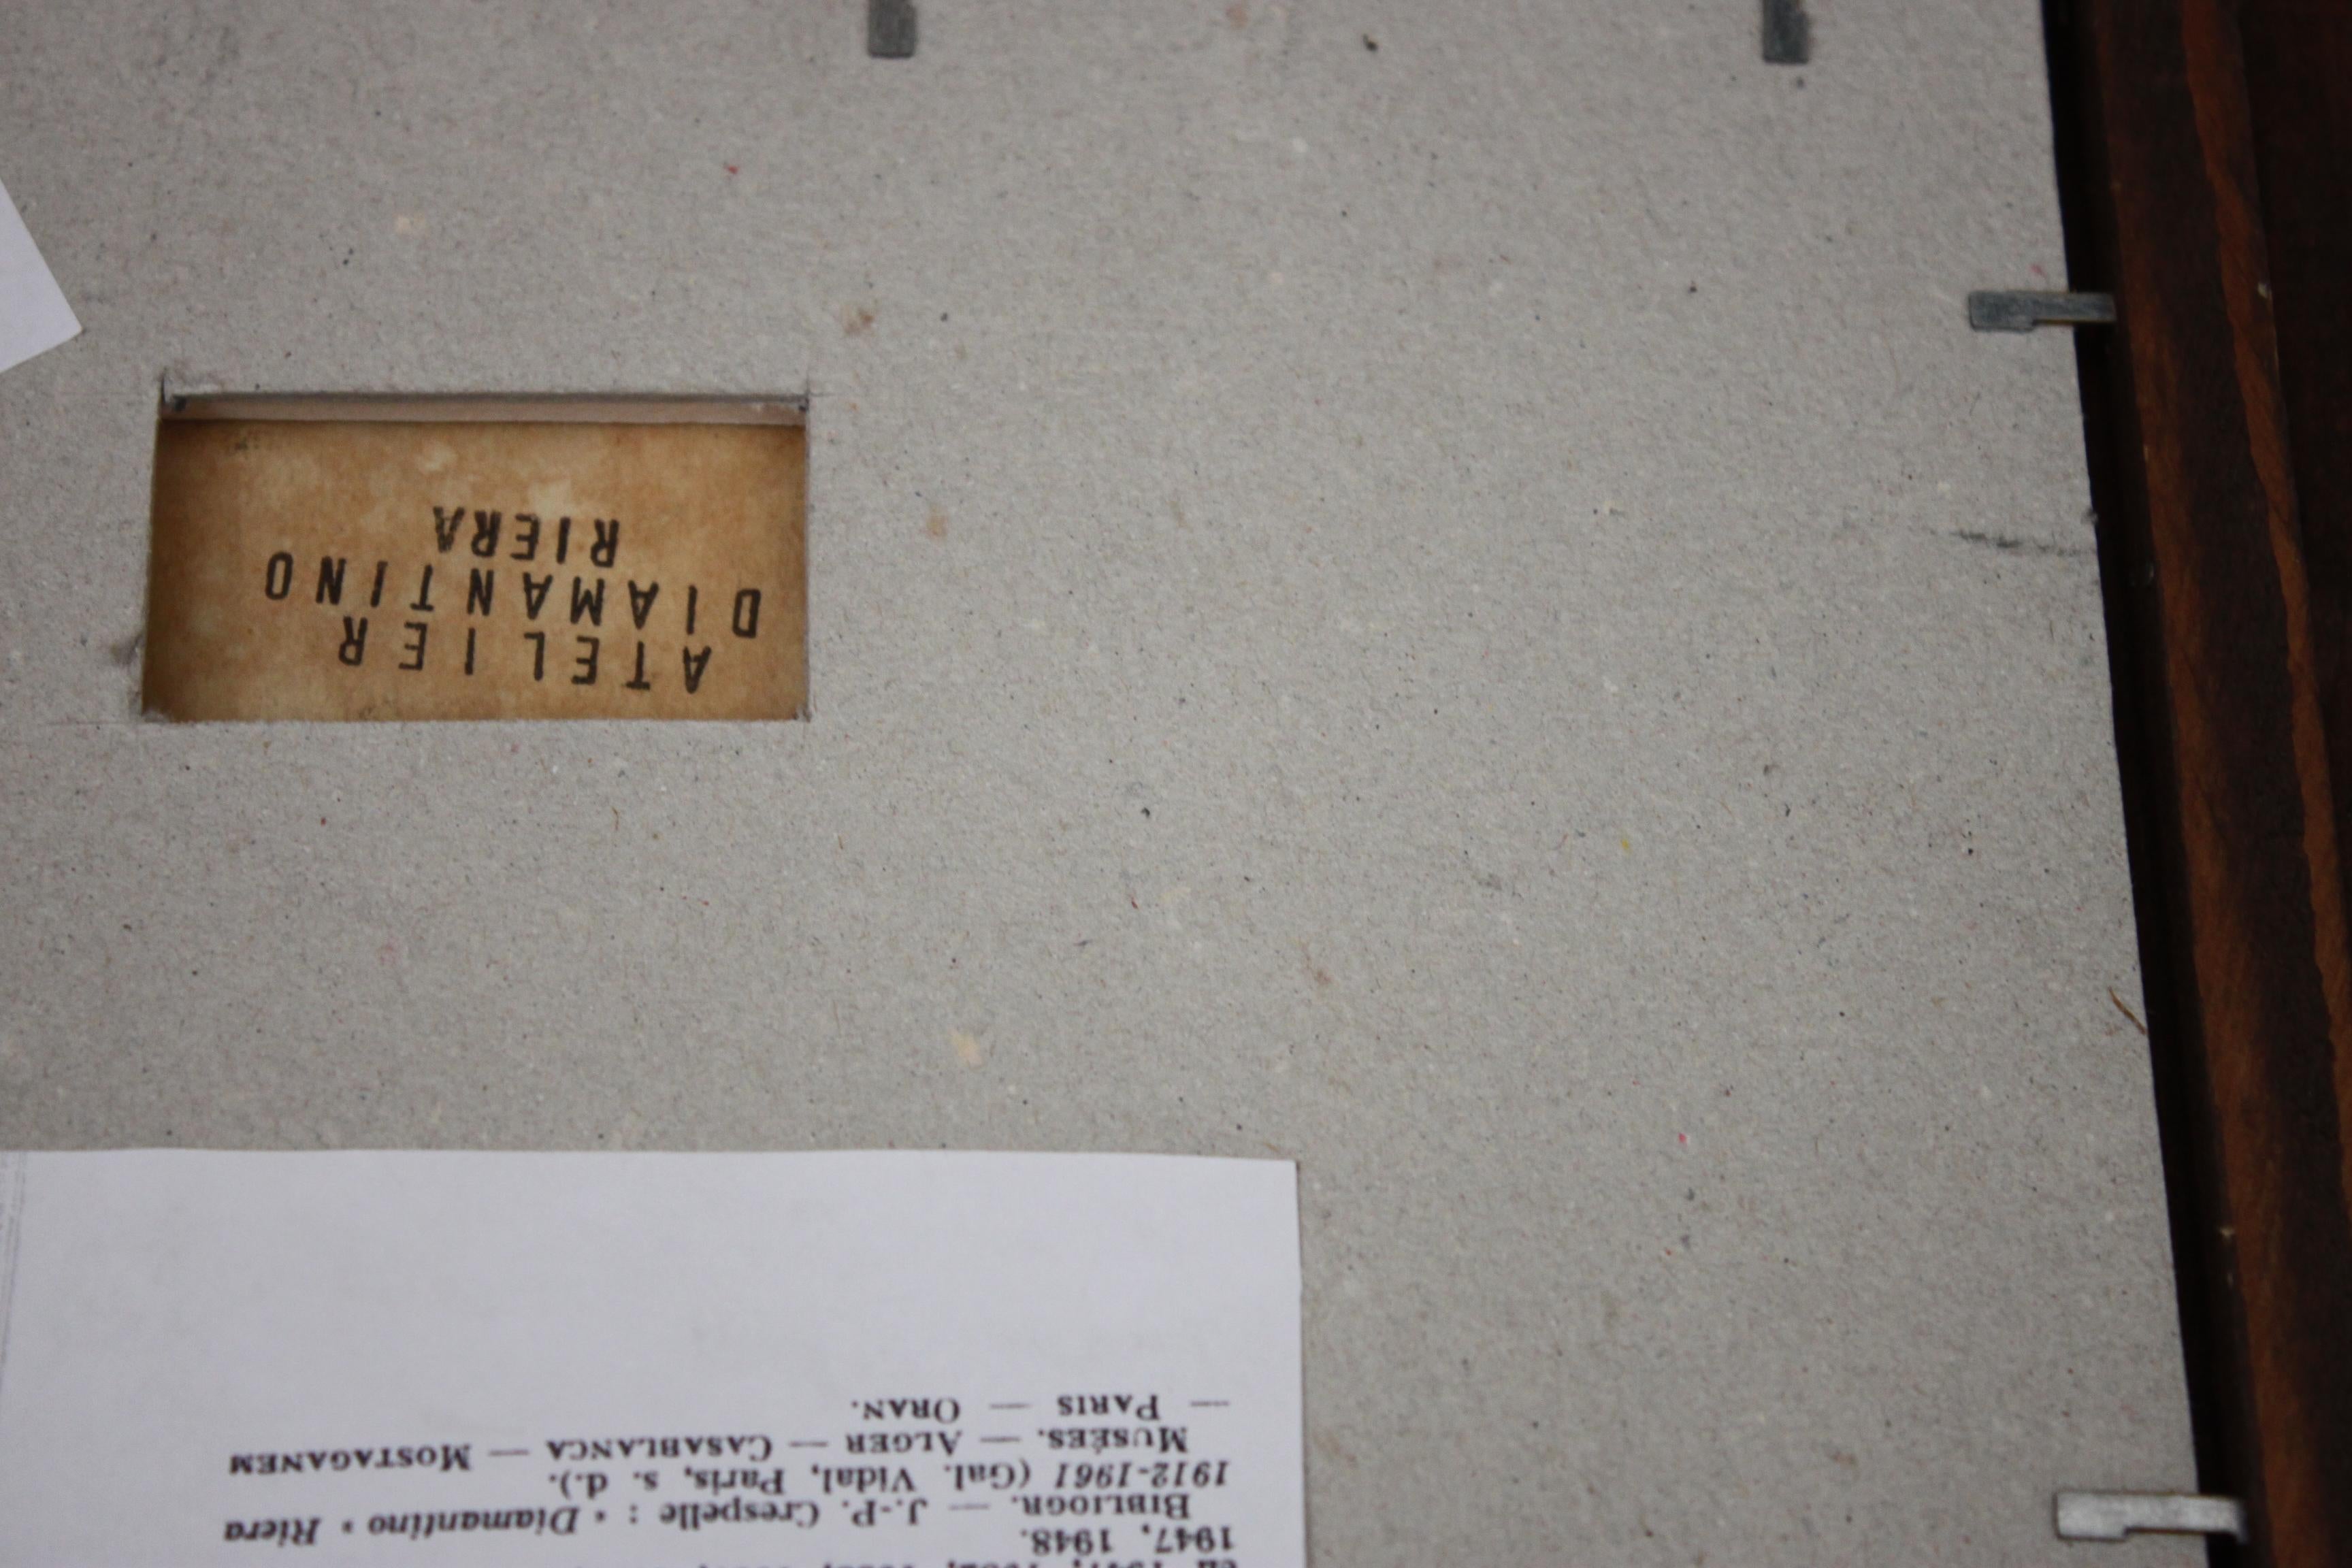 ATELIER
DIAMANTINO
RIERA
1947, 1948.
BIBLIOGR. — J.-P. Crespelle : « Diamantino » Riera
1912-1961 (Gal. Vidal, Paris, s. d.).
MUSÉES. — ALGER — CASABLANCA — MOSTAGANEM
— PARIS — ORAN.